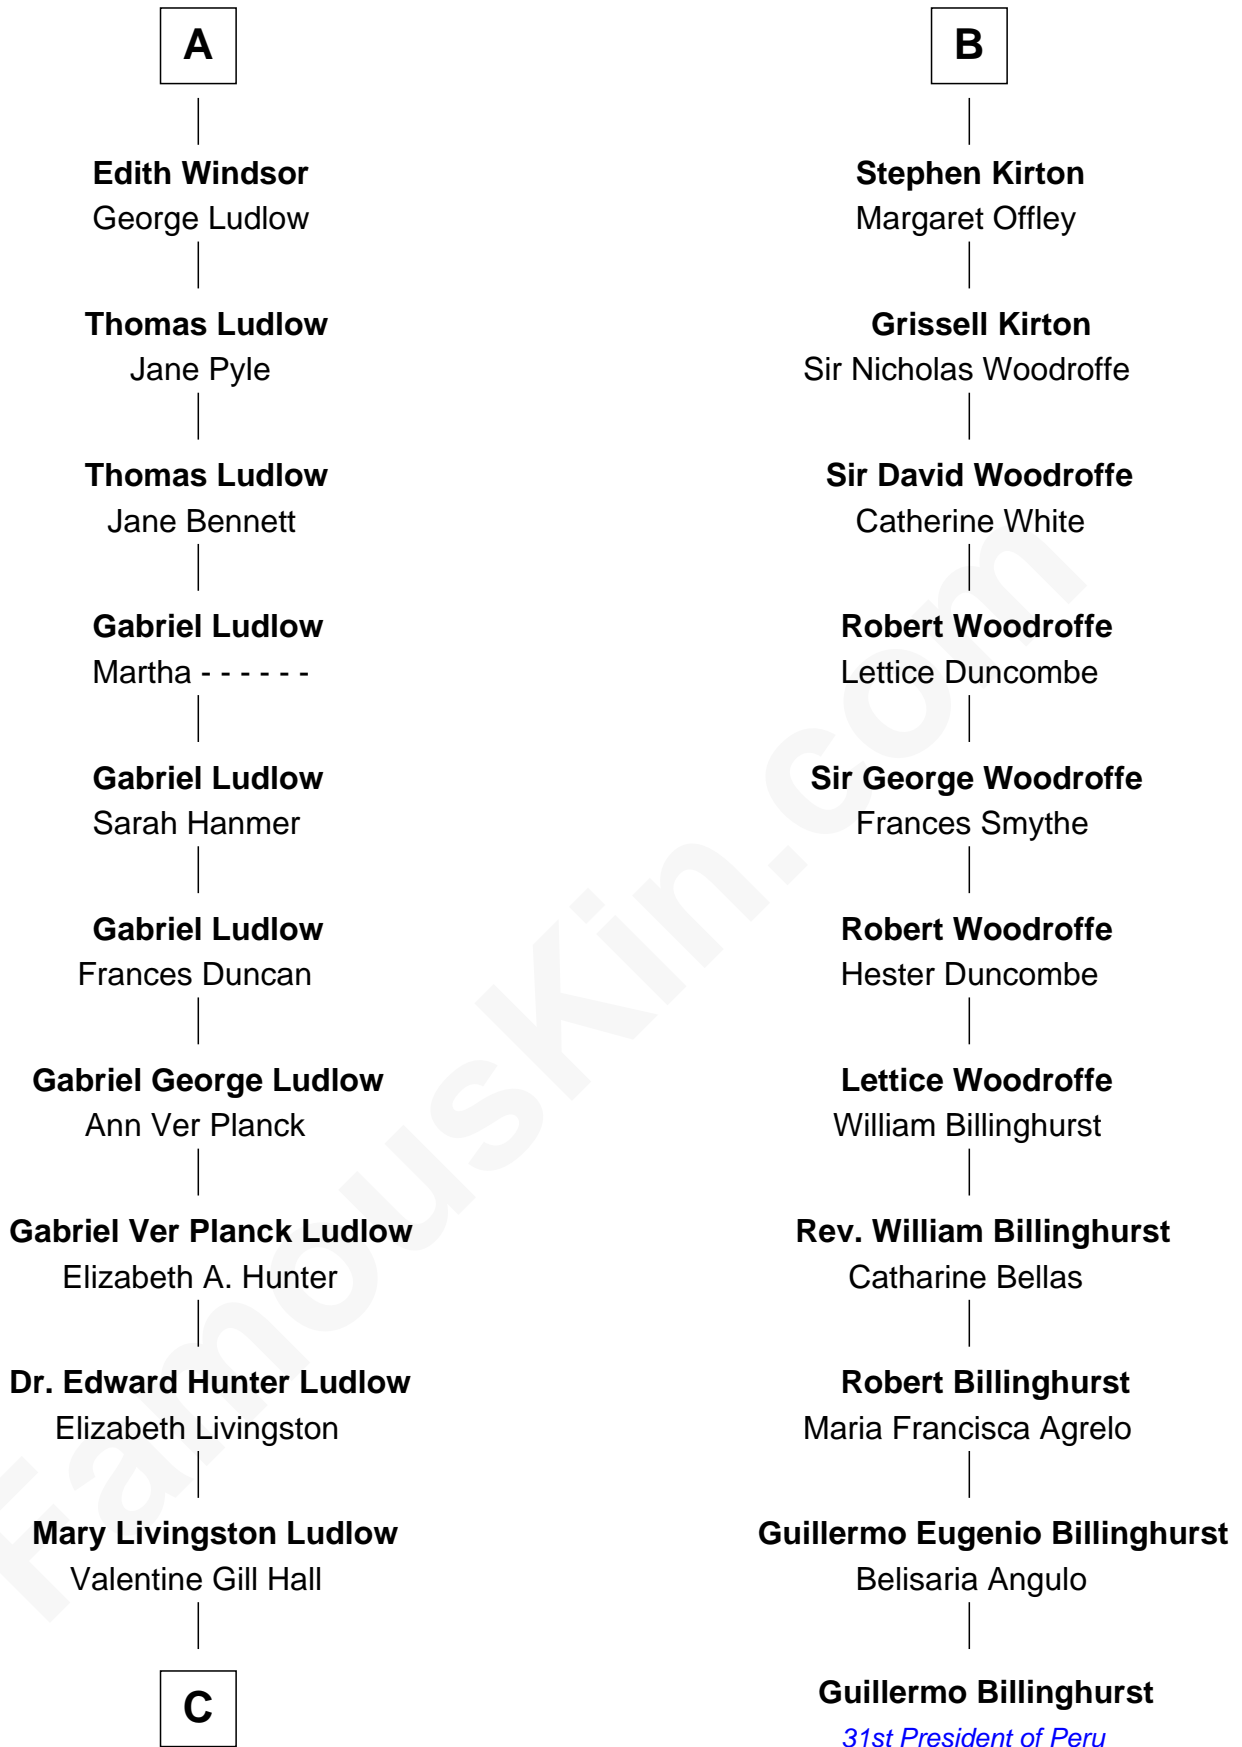 A
Edith Windsor
George Ludlow
Thomas Ludlow
Jane Pyle
Thomas Ludlow
Jane Bennett
Gabriel Ludlow
Martha - - - - - -
Gabriel Ludlow
Sarah Hanmer
Gabriel Ludlow
Frances Duncan
Gabriel George Ludlow
Ann Ver Planck
Gabriel Ver Planck Ludlow
Elizabeth A. Hunter
Dr. Edward Hunter Ludlow
Elizabeth Livingston
Mary Livingston Ludlow
Valentine Gill Hall
C
B
Stephen Kirton
Margaret Offley
Grissell Kirton
Sir Nicholas Woodroffe
Sir David Woodroffe
Catherine White
Robert Woodroffe
Lettice Duncombe
Sir George Woodroffe
Frances Smythe
Robert Woodroffe
Hester Duncombe
Lettice Woodroffe
William Billinghurst
Rev. William Billinghurst
Catharine Bellas
Robert Billinghurst
Maria Francisca Agrelo
Guillermo Eugenio Billinghurst
Belisaria Angulo
Guillermo Billinghurst
31st President of Peru
FamousKin.com